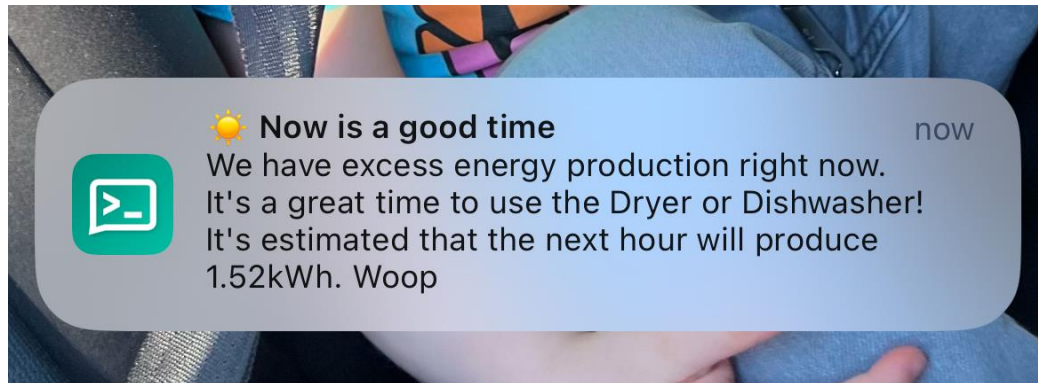 ☀️ Now is a good time
now
We have excess energy production right now.
It's a great time to use the Dryer or Dishwasher!
It's estimated that the next hour will produce
1.52kWh. Woop